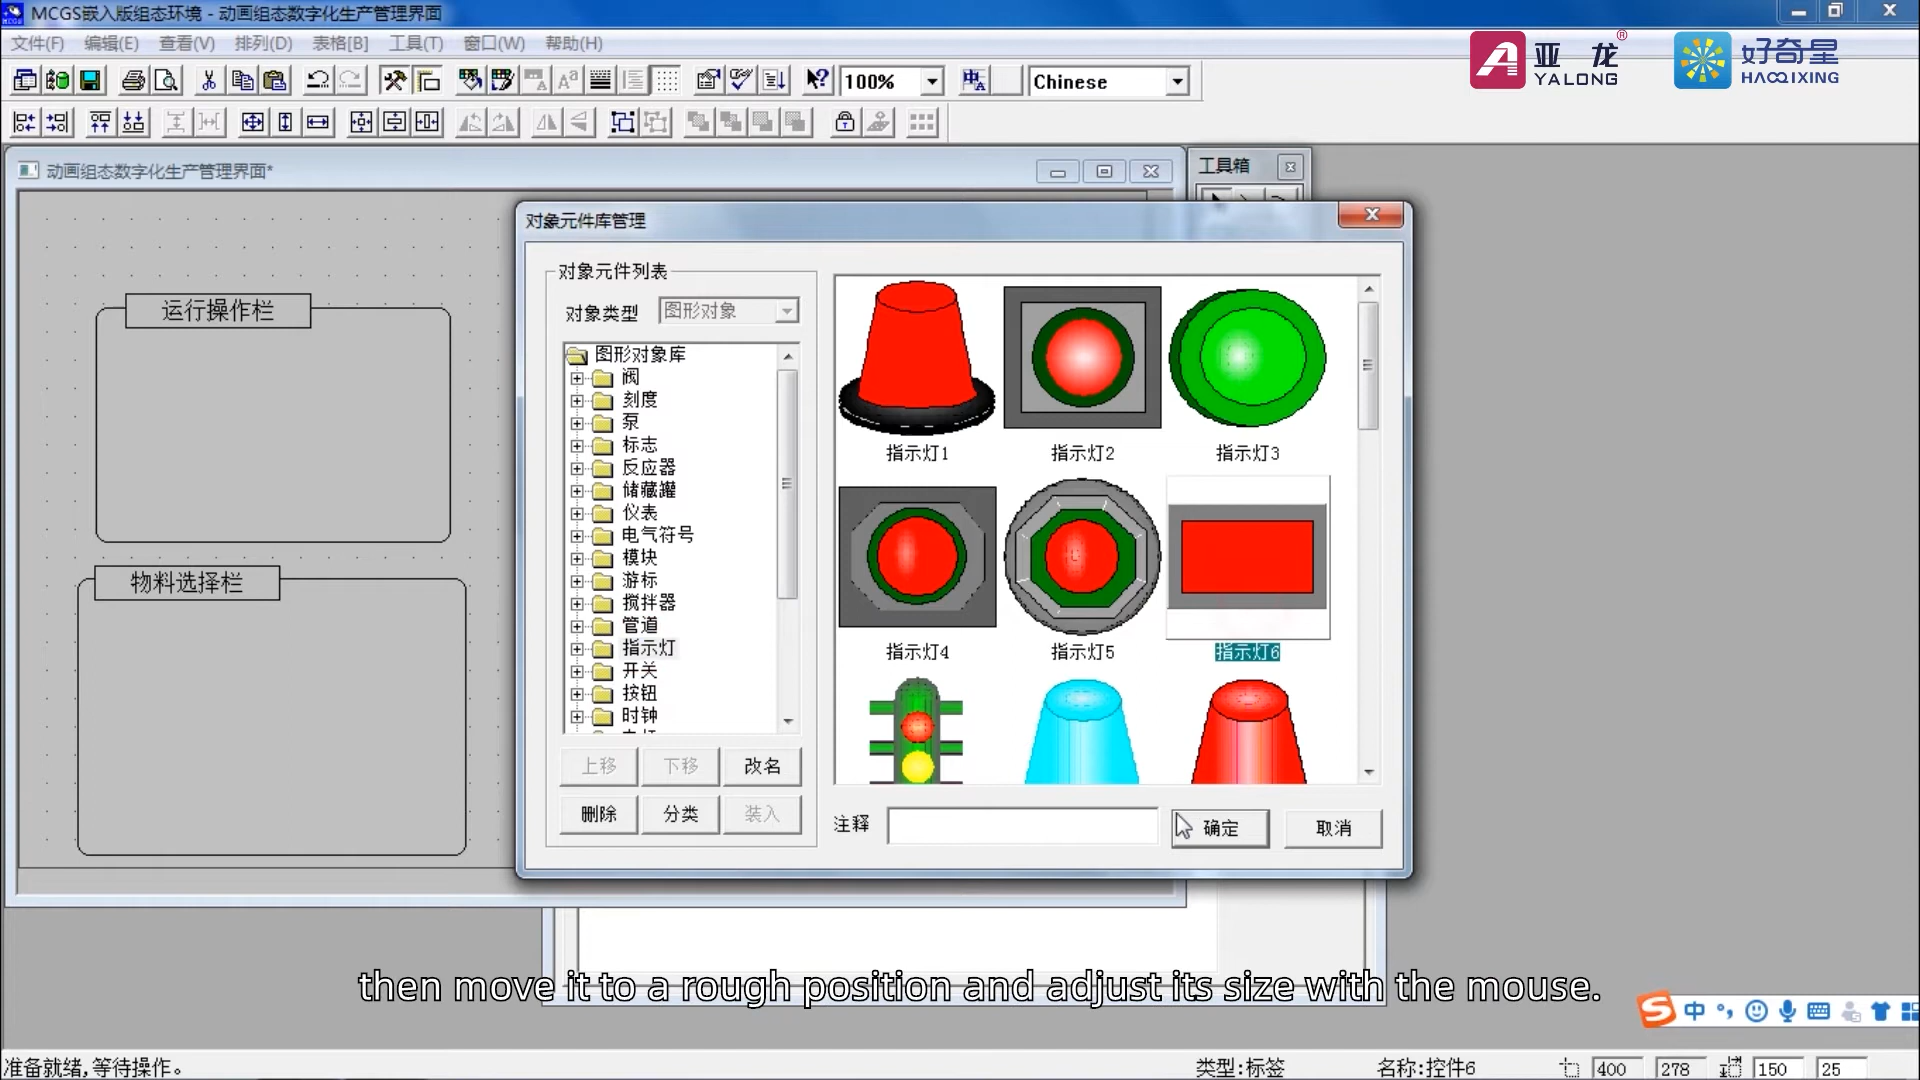 MCGS嵌入版组态环境 - 动画组态数字化生产管理界面
文件(F) 编辑(E) 查看(V) 排列(D) 表格[B] 工具(T) 窗口(W) 帮助(H)
100%
Chinese
亚龙®
YALONG
好奇星
HAOQIXING
动画组态数字化生产管理界面*
工具箱
运行操作栏
物料选择栏
对象元件库管理
对象元件列表
对象类型 图形对象
图形对象库
阀
刻度
泵
标志
反应器
储藏罐
仪表
电气符号
模块
游标
搅拌器
管道
指示灯
开关
按钮
时钟
上移 下移 改名
删除 分类 装入
指示灯1 指示灯2 指示灯3
指示灯4 指示灯5 指示灯6
注释
确定 取消
then move it to a rough position and adjust its size with the mouse.
中
准备就绪,等待操作。
类型:标签 名称:控件6 400 278 150 25